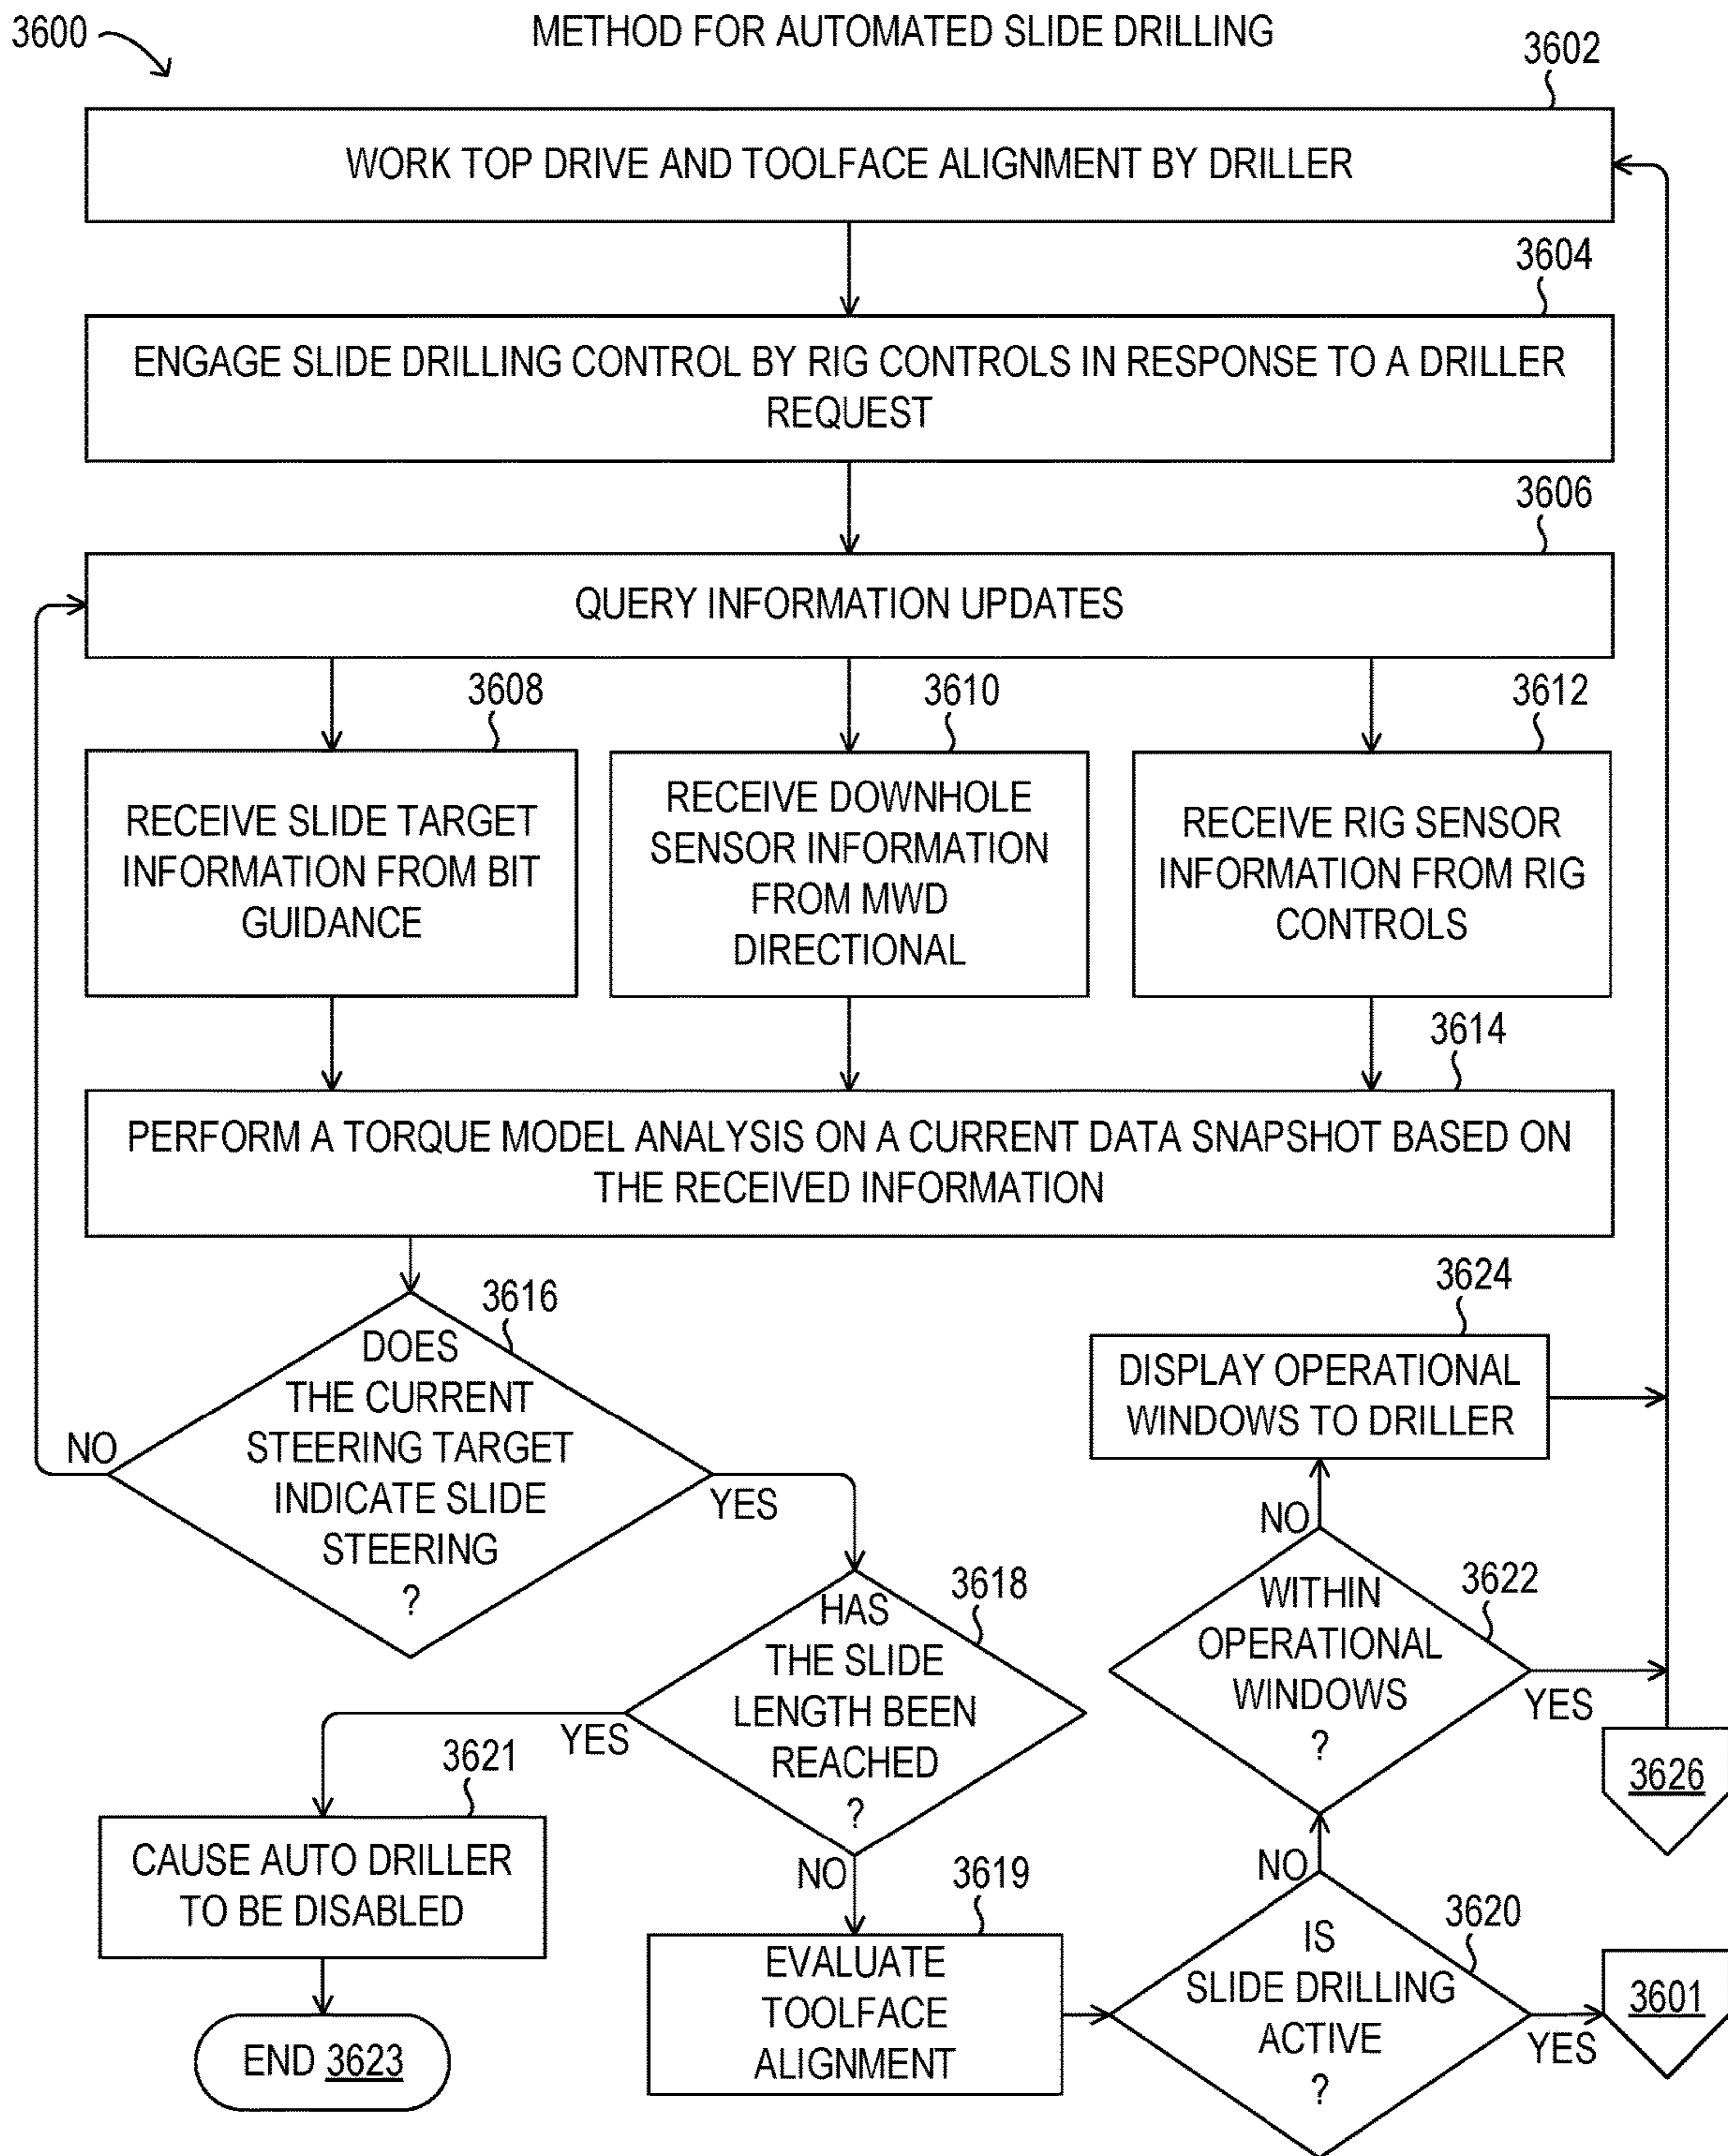 3600
METHOD FOR AUTOMATED SLIDE DRILLING
3602
WORK TOP DRIVE AND TOOLFACE ALIGNMENT BY DRILLER
3604
ENGAGE SLIDE DRILLING CONTROL BY RIG CONTROLS IN RESPONSE TO A DRILLER
REQUEST
3606
QUERY INFORMATION UPDATES
3608
RECEIVE SLIDE TARGET
INFORMATION FROM BIT
GUIDANCE
3610
RECEIVE DOWNHOLE
SENSOR INFORMATION
FROM MWD
DIRECTIONAL
3612
RECEIVE RIG SENSOR
INFORMATION FROM RIG
CONTROLS
3614
PERFORM A TORQUE MODEL ANALYSIS ON A CURRENT DATA SNAPSHOT BASED ON
THE RECEIVED INFORMATION
3616
DOES
THE CURRENT
STEERING TARGET
INDICATE SLIDE
STEERING
?
NO
YES
3618
HAS
THE SLIDE
LENGTH BEEN
REACHED
?
YES
NO
3621
CAUSE AUTO DRILLER
TO BE DISABLED
END 3623
3619
EVALUATE
TOOLFACE
ALIGNMENT
3620
IS
SLIDE DRILLING
ACTIVE
?
NO
YES
3601
3622
WITHIN
OPERATIONAL
WINDOWS
?
NO
YES
3624
DISPLAY OPERATIONAL
WINDOWS TO DRILLER
3626